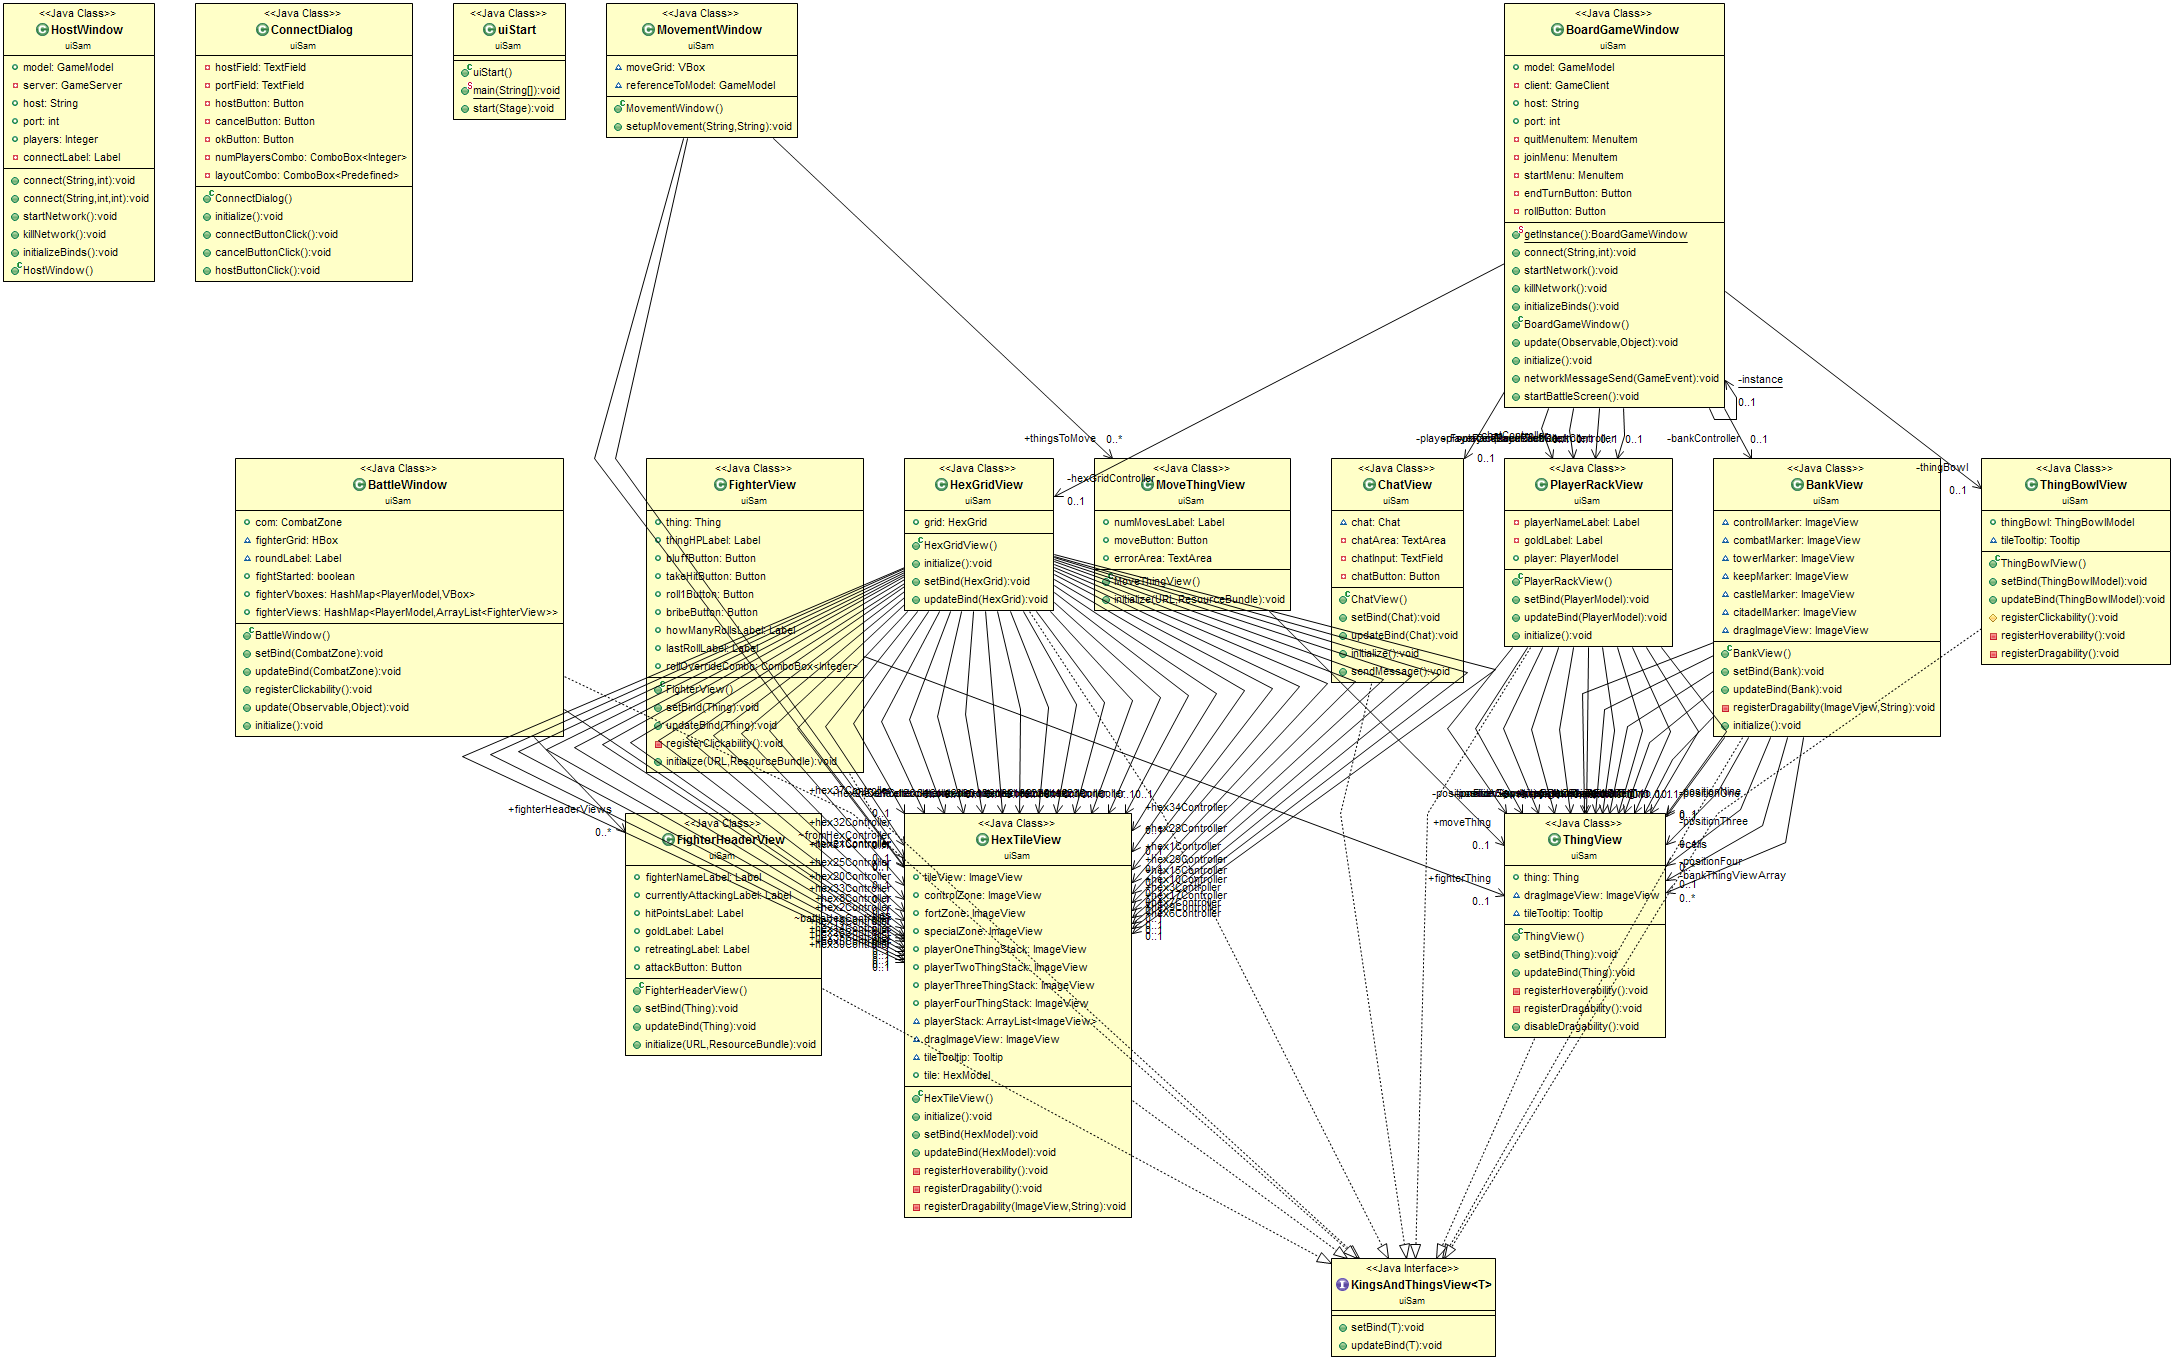 <<Java Class>>
HostWindow
uiSam
model: GameModel
server: GameServer
host: String
port: int
players: Integer
connectLabel: Label
connect(String,int):void
connect(String,int,int):void
startNetwork():void
killNetwork():void
initializeBinds():void
HostWindow()
<<Java Class>>
ConnectDialog
uiSam
hostField: TextField
portField: TextField
hostButton: Button
cancelButton: Button
okButton: Button
numPlayersCombo: ComboBox<Integer>
layoutCombo: ComboBox<Predefined>
ConnectDialog()
initialize():void
connectButtonClick():void
cancelButtonClick():void
hostButtonClick():void
<<Java Class>>
uiStart
uiSam
uiStart()
main(String[]):void
start(Stage):void
<<Java Class>>
MovementWindow
uiSam
moveGrid: VBox
referenceToModel: GameModel
MovementWindow()
setupMovement(String,String):void
<<Java Class>>
BoardGameWindow
uiSam
model: GameModel
client: GameClient
host: String
port: int
quitMenuItem: MenuItem
joinMenu: MenuItem
startMenu: MenuItem
endTurnButton: Button
rollButton: Button
getInstance():BoardGameWindow
connect(String,int):void
startNetwork():void
killNetwork():void
initializeBinds():void
BoardGameWindow()
update(Observable,Object):void
initialize():void
networkMessageSend(GameEvent):void
startBattleScreen():void
-instance
0..1
+thingsToMove 0..*
-hexGridController
0..1
0..1
0..1
-bankController 0..1
-thingBowl
0..1
<<Java Class>>
BattleWindow
uiSam
com: CombatZone
fighterGrid: HBox
roundLabel: Label
fightStarted: boolean
fighterVboxes: HashMap<PlayerModel,VBox>
fighterViews: HashMap<PlayerModel,ArrayList<FighterView>>
BattleWindow()
setBind(CombatZone):void
updateBind(CombatZone):void
registerClickability():void
update(Observable,Object):void
initialize():void
<<Java Class>>
FighterView
uiSam
thing: Thing
thingHPLabel: Label
bluffButton: Button
takeHitButton: Button
roll1Button: Button
bribeButton: Button
howManyRollsLabel: Label
lastRollLabel: Label
rollOverrideCombo: ComboBox<Integer>
FighterView()
setBind(Thing):void
updateBind(Thing):void
registerClickability():void
initialize(URL,ResourceBundle):void
<<Java Class>>
HexGridView
uiSam
grid: HexGrid
HexGridView()
initialize():void
setBind(HexGrid):void
updateBind(HexGrid):void
<<Java Class>>
MoveThingView
uiSam
numMovesLabel: Label
moveButton: Button
errorArea: TextArea
MoveThingView()
initialize(URL,ResourceBundle):void
<<Java Class>>
ChatView
uiSam
chat: Chat
chatArea: TextArea
chatInput: TextField
chatButton: Button
ChatView()
setBind(Chat):void
updateBind(Chat):void
initialize():void
sendMessage():void
<<Java Class>>
PlayerRackView
uiSam
playerNameLabel: Label
goldLabel: Label
player: PlayerModel
PlayerRackView()
setBind(PlayerModel):void
updateBind(PlayerModel):void
initialize():void
<<Java Class>>
BankView
uiSam
controlMarker: ImageView
combatMarker: ImageView
towerMarker: ImageView
keepMarker: ImageView
castleMarker: ImageView
citadelMarker: ImageView
dragImageView: ImageView
BankView()
setBind(Bank):void
updateBind(Bank):void
registerDragability(ImageView,String):void
initialize():void
<<Java Class>>
ThingBowlView
uiSam
thingBowl: ThingBowlModel
tileTooltip: Tooltip
ThingBowlView()
setBind(ThingBowlModel):void
updateBind(ThingBowlModel):void
registerClickability():void
registerHoverability():void
registerDragability():void
+fighterHeaderViews
0..*
+hex37Controller
+hex32Controller
~fromHexController
+hex21Controller
+hex25Controller
+hex20Controller
+hex33Controller
+hex2Controller
~battleHexController
0..1
+hex34Controller
+hex28Controller
+hex1Controller
+hex29Controller
+hex6Controller
0..1
+moveThing
0..1
+fighterThing
0..1
-positionNine
-positionThree
-positionFour
-bankThingViewArray
0..1
0..*
<<Java Class>>
FighterHeaderView
uiSam
fighterNameLabel: Label
currentlyAttackingLabel: Label
hitPointsLabel: Label
goldLabel: Label
retreatingLabel: Label
attackButton: Button
FighterHeaderView()
setBind(Thing):void
updateBind(Thing):void
initialize(URL,ResourceBundle):void
<<Java Class>>
HexTileView
uiSam
tileView: ImageView
controlZone: ImageView
fortZone: ImageView
specialZone: ImageView
playerOneThingStack: ImageView
playerTwoThingStack: ImageView
playerThreeThingStack: ImageView
playerFourThingStack: ImageView
playerStack: ArrayList<ImageView>
dragImageView: ImageView
tileTooltip: Tooltip
tile: HexModel
HexTileView()
initialize():void
setBind(HexModel):void
updateBind(HexModel):void
registerHoverability():void
registerDragability():void
registerDragability(ImageView,String):void
<<Java Class>>
ThingView
uiSam
thing: Thing
dragImageView: ImageView
tileTooltip: Tooltip
ThingView()
setBind(Thing):void
updateBind(Thing):void
registerHoverability():void
registerDragability():void
disableDragability():void
<<Java Interface>>
KingsAndThingsView<T>
uiSam
setBind(T):void
updateBind(T):void